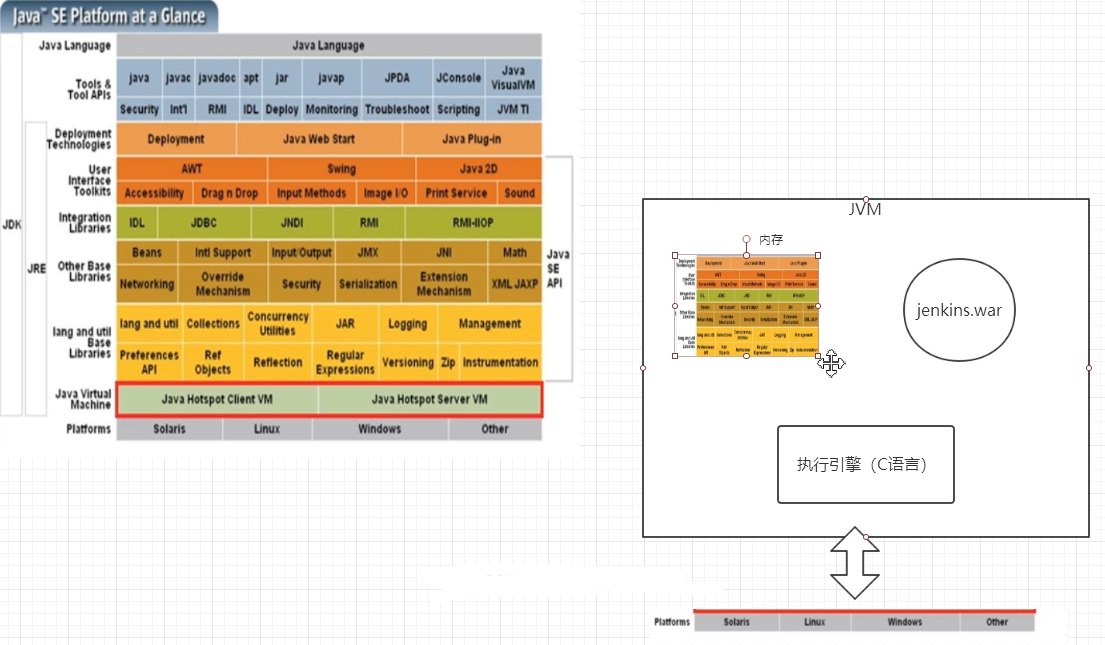 Java™ SE Platform at a Glance
Java Language
Java Language
Tools &
Tool APIs
java javac javadoc apt jar javap JPDA JConsole Java VisualVM
Security Int'l RMI IDL Deploy Monitoring Troubleshoot Scripting JVM TI
Deployment
Technologies
Deployment Java Web Start Java Plug-in
User
Interface
Toolkits
AWT Swing Java 2D
Accessibility Drag n Drop Input Methods Image I/O Print Service Sound
Integration
Libraries
IDL JDBC JNDI RMI RMI-IIOP
JDK
JRE
Other Base
Libraries
Beans Intl Support Input/Output JMX JNI Math
Networking Override Mechanism Security Serialization Extension Mechanism XML JAXP
Java
SE
API
lang and util
Base
Libraries
lang and util Collections Concurrency Utilities JAR Logging Management
Preferences API Ref Objects Reflection Regular Expressions Versioning Zip Instrumentation
Java Virtual
Machine
Java Hotspot Client VM Java Hotspot Server VM
Platforms
Solaris Linux Windows Other
JVM
内存
jenkins.war
执行引擎（C语言）
Platforms Solaris Linux Windows Other